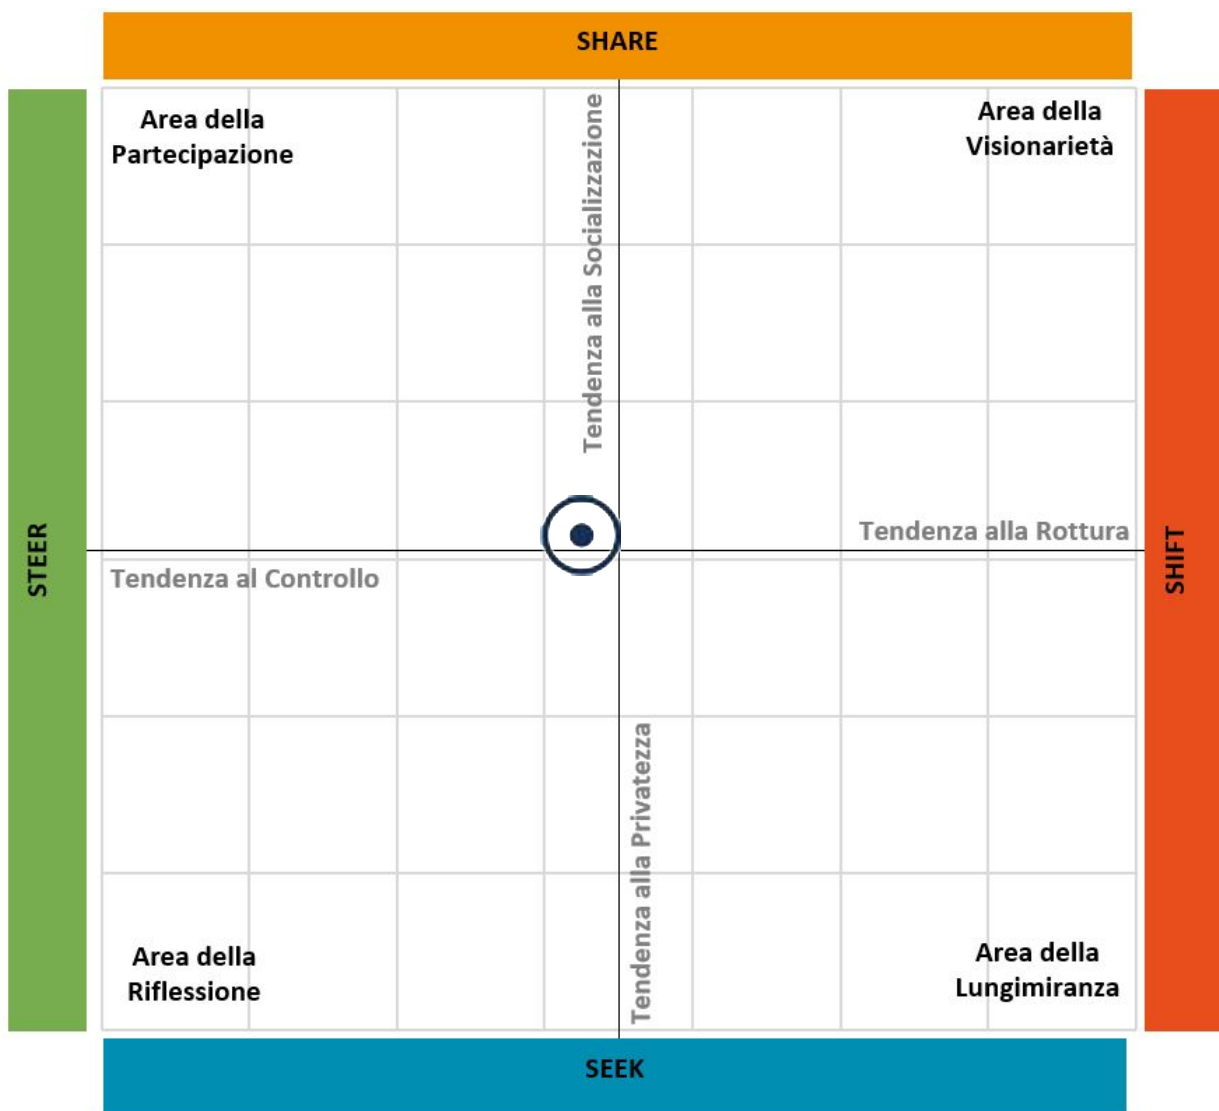 SHARE
Area della
Partecipazione
Tendenza alla Socializzazione
Area della
Visionarietà
STEER
Tendenza alla Rottura
SHIFT
Tendenza al Controllo
Tendenza alla Privatezza
Area della
Riflessione
Area della
Lungimiranza
SEEK